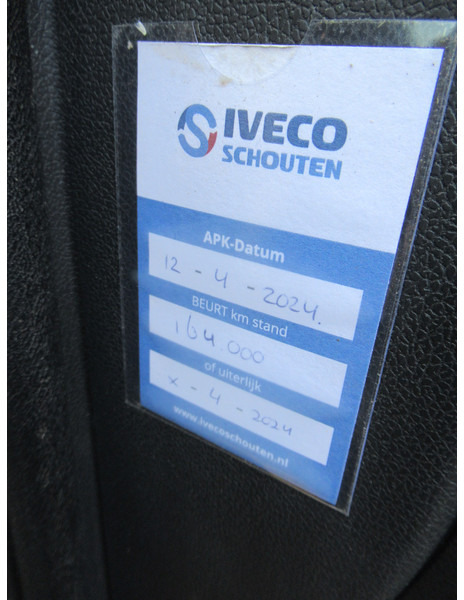 IVECO
SCHOUTEN
APK-Datum
12 - 4 - 2024.
BEURT km stand
164.000
of uiterlijk
x - 4 - 2024
www.ivecoschouten.nl